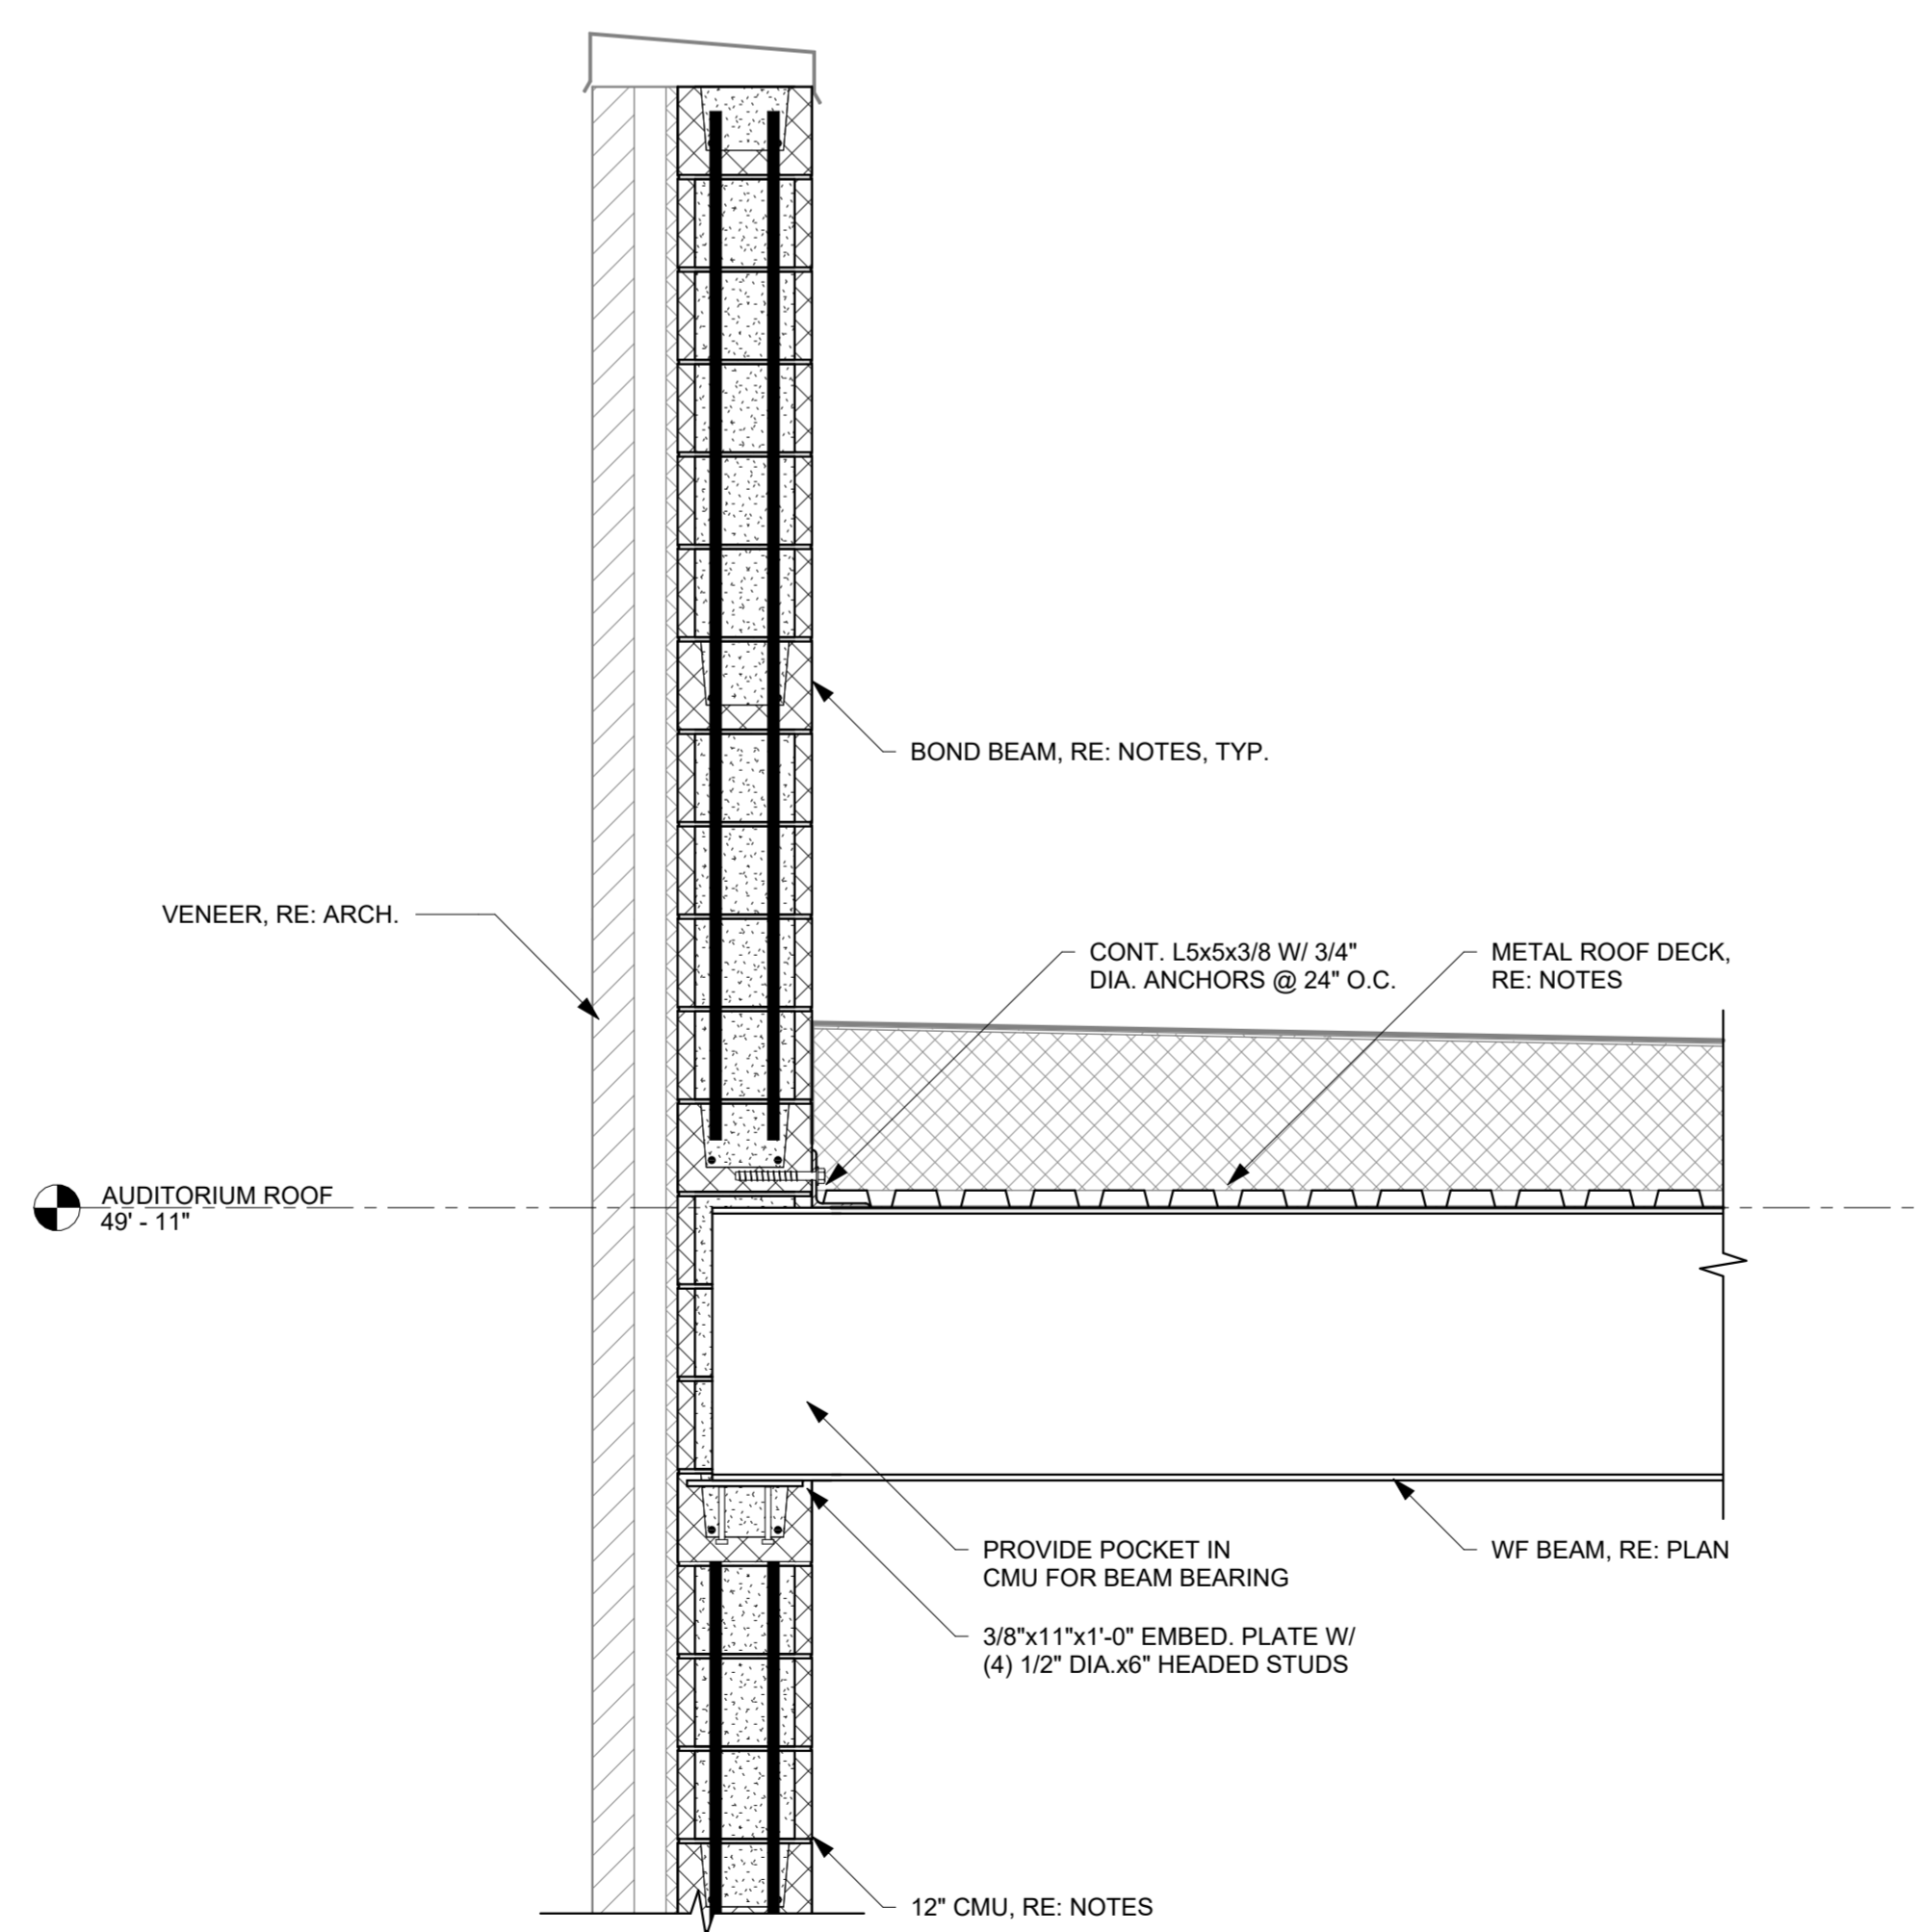 BOND BEAM, RE: NOTES, TYP.
VENEER, RE: ARCH.
CONT. L5x5x3/8 W/ 3/4"
DIA. ANCHORS @ 24" O.C.
METAL ROOF DECK,
RE: NOTES
AUDITORIUM ROOF
49' - 11"
PROVIDE POCKET IN
CMU FOR BEAM BEARING
WF BEAM, RE: PLAN
3/8"x11"x1'-0" EMBED. PLATE W/
(4) 1/2" DIA.x6" HEADED STUDS
12" CMU, RE: NOTES